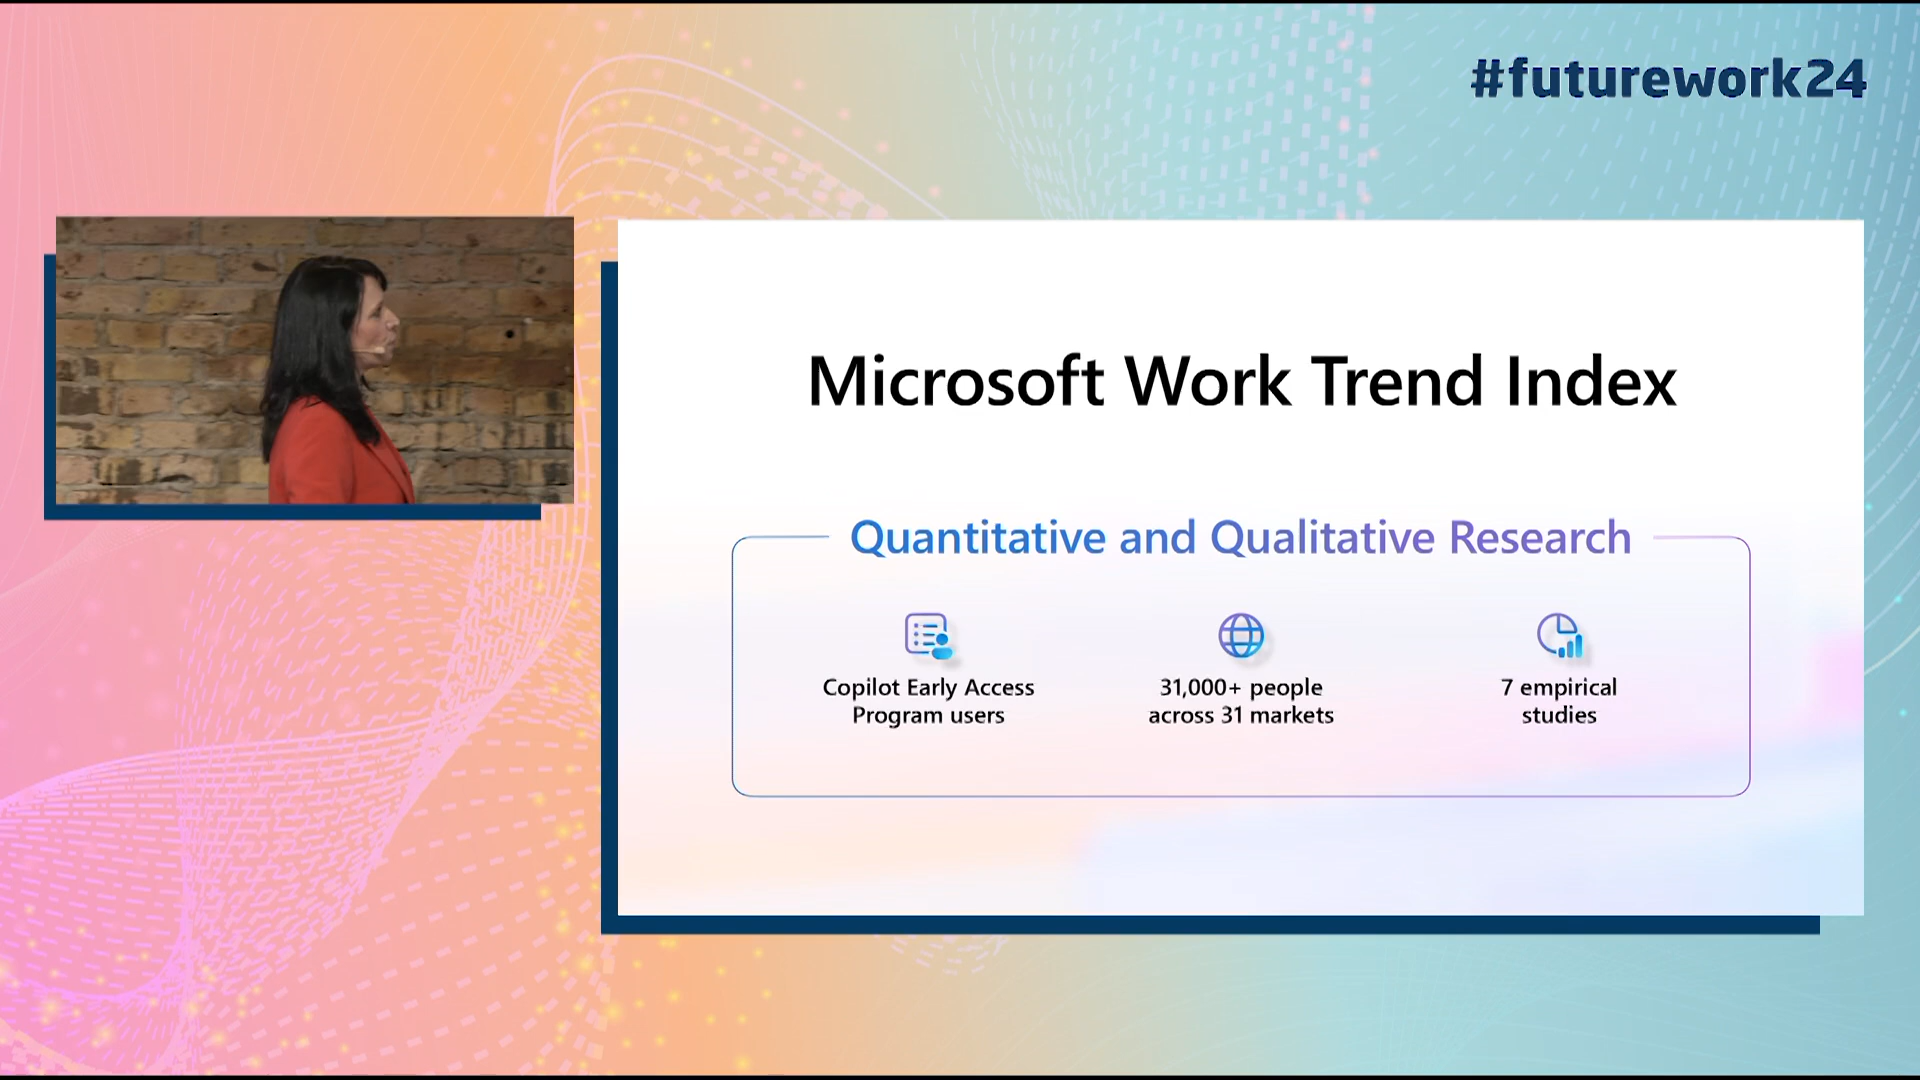 #futurework24
Microsoft Work Trend Index
Quantitative and Qualitative Research
Copilot Early Access
Program users
31,000+ people
across 31 markets
7 empirical
studies